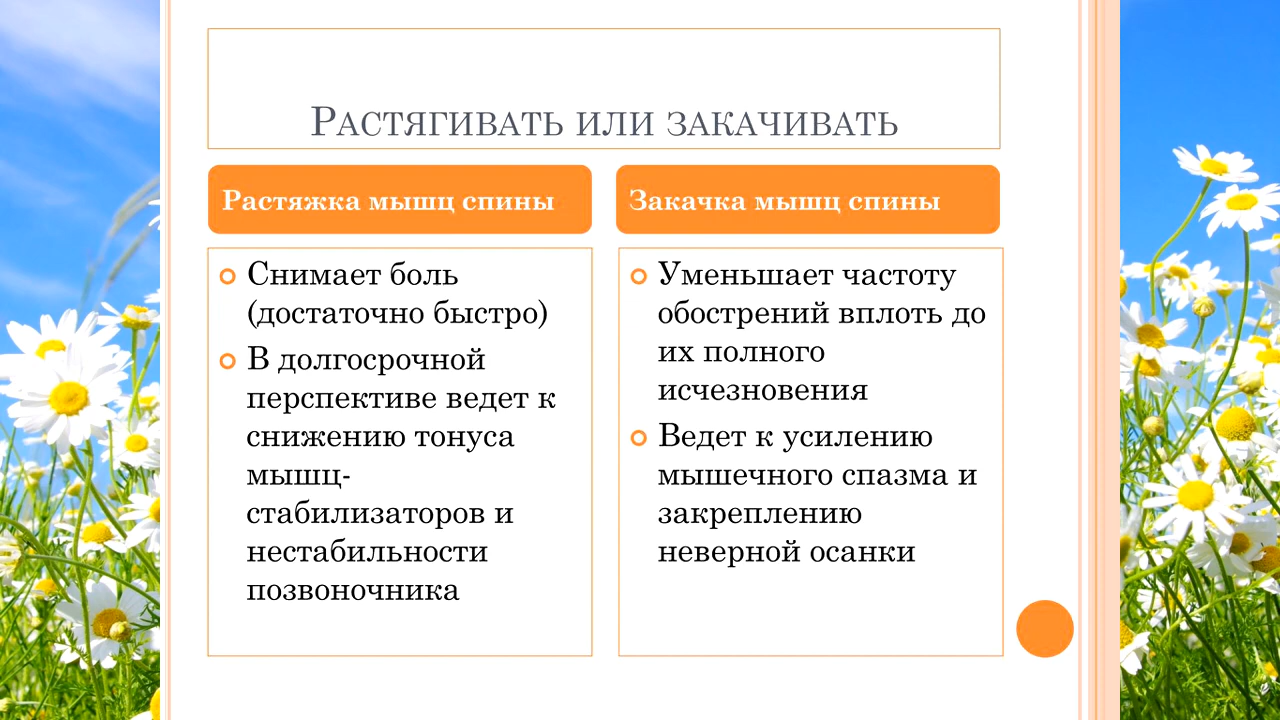 Растягивать или закачивать
Растяжка мышц спины
Снимает боль
(достаточно быстро)
В долгосрочной
перспективе ведет к
снижению тонуса
мышц-
стабилизаторов и
нестабильности
позвоночника
Закачка мышц спины
Уменьшает частоту
обострений вплоть до
их полного
исчезновения
Ведет к усилению
мышечного спазма и
закреплению
неверной осанки